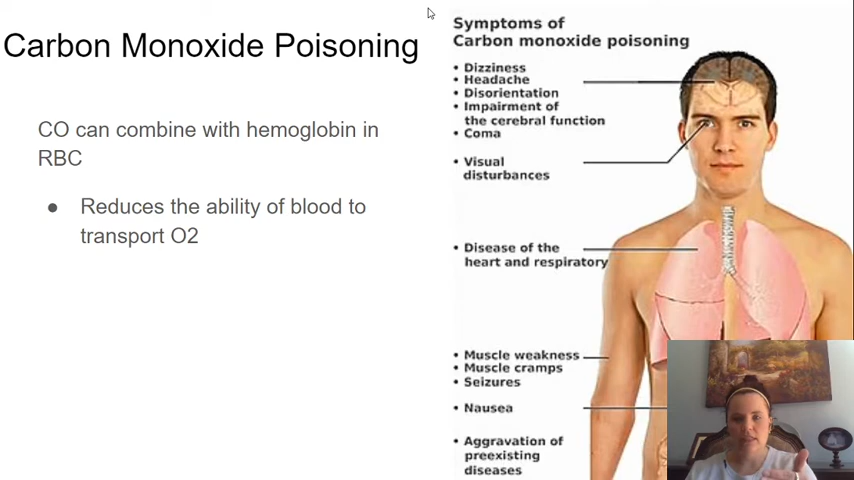 Carbon Monoxide Poisoning
CO can combine with hemoglobin in
RBC
● Reduces the ability of blood to
transport O2
Symptoms of
Carbon monoxide poisoning
• Dizziness
• Headache
• Disorientation
• Impairment of
the cerebral function
• Coma
• Visual
disturbances
• Disease of the
heart and respiratory
• Muscle weakness
• Muscle cramps
• Seizures
• Nausea
• Aggravation of
preexisting
diseases